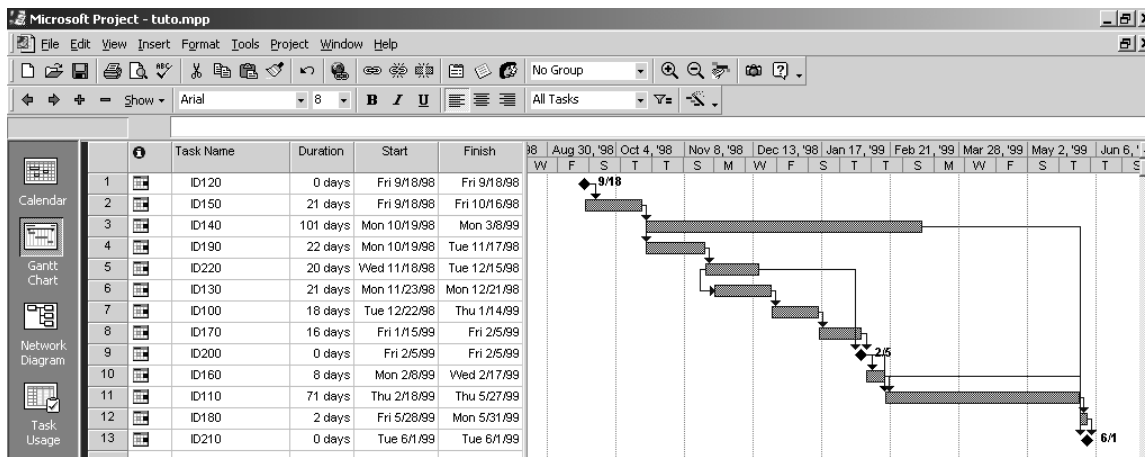 Microsoft Project - tuto.mpp
File Edit View Insert Format Tools Project Window Help
No Group
Show Arial 8 B I U All Tasks
Task Name Duration Start Finish
98 Aug 30, '98 Oct 4, '98 Nov 8, '98 Dec 13, '98 Jan 17, '99 Feb 21, '99 Mar 28, '99 May 2, '99 Jun 6, '
W F S T T S M W F S T T S M W F S T T S
1 ID120 0 days Fri 9/18/98 Fri 9/18/98 9/18
2 ID150 21 days Fri 9/18/98 Fri 10/16/98
3 ID140 101 days Mon 10/19/98 Mon 3/8/99
4 ID190 22 days Mon 10/19/98 Tue 11/17/98
5 ID220 20 days Wed 11/18/98 Tue 12/15/98
6 ID130 21 days Mon 11/23/98 Mon 12/21/98
7 ID100 18 days Tue 12/22/98 Thu 1/14/99
8 ID170 16 days Fri 1/15/99 Fri 2/5/99
9 ID200 0 days Fri 2/5/99 Fri 2/5/99 2/5
10 ID160 8 days Mon 2/8/99 Wed 2/17/99
11 ID110 71 days Thu 2/18/99 Thu 5/27/99
12 ID180 2 days Fri 5/28/99 Mon 5/31/99
13 ID210 0 days Tue 6/1/99 Tue 6/1/99 6/1
Calendar
Gantt
Chart
Network
Diagram
Task
Usage